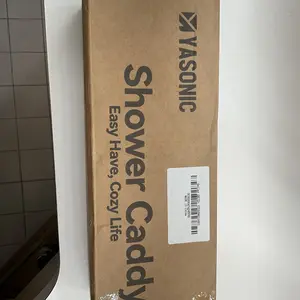 YASONIC
Shower Caddy
Easy Have, Cozy Life